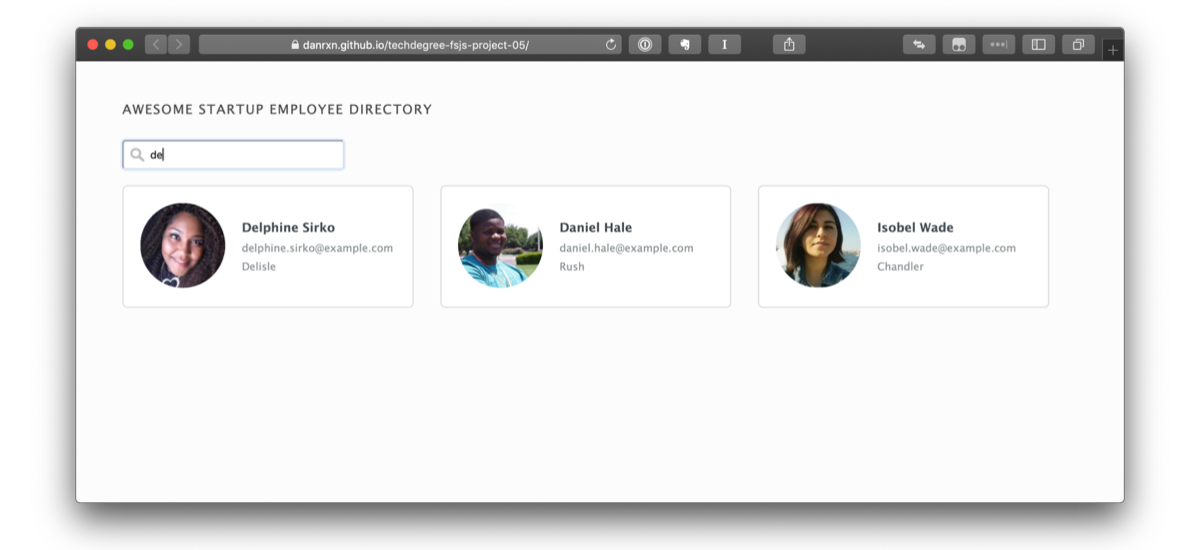 danrxn.github.io/techdegree-fsjs-project-05/
AWESOME STARTUP EMPLOYEE DIRECTORY
de
Delphine Sirko
delphine.sirko@example.com
Delisle
Daniel Hale
daniel.hale@example.com
Rush
Isobel Wade
isobel.wade@example.com
Chandler